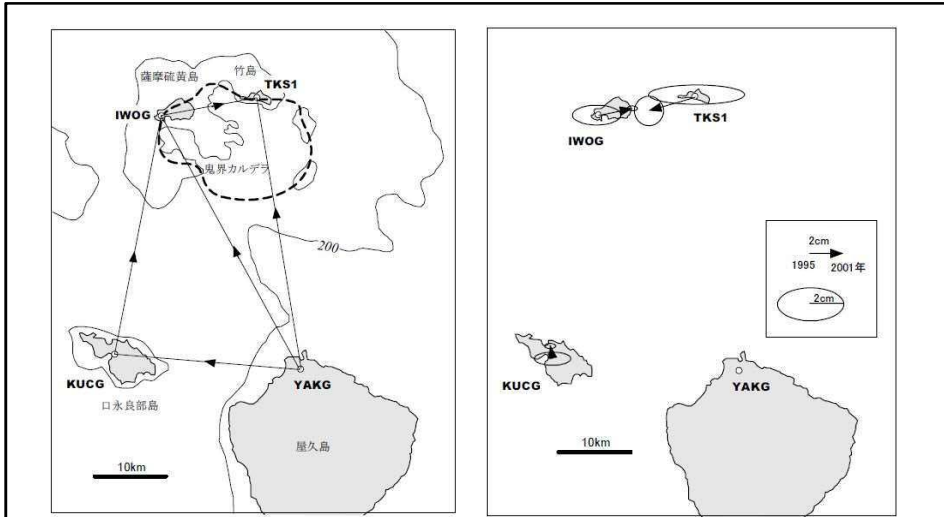 薩摩硫黄島
竹島
TKS1
IWOG
鬼界カルデラ
200
KUCG
口永良部島
YAKG
屋久島
10km
IWOG
TKS1
2cm
1995 2001年
2cm
KUCG
YAKG
10km